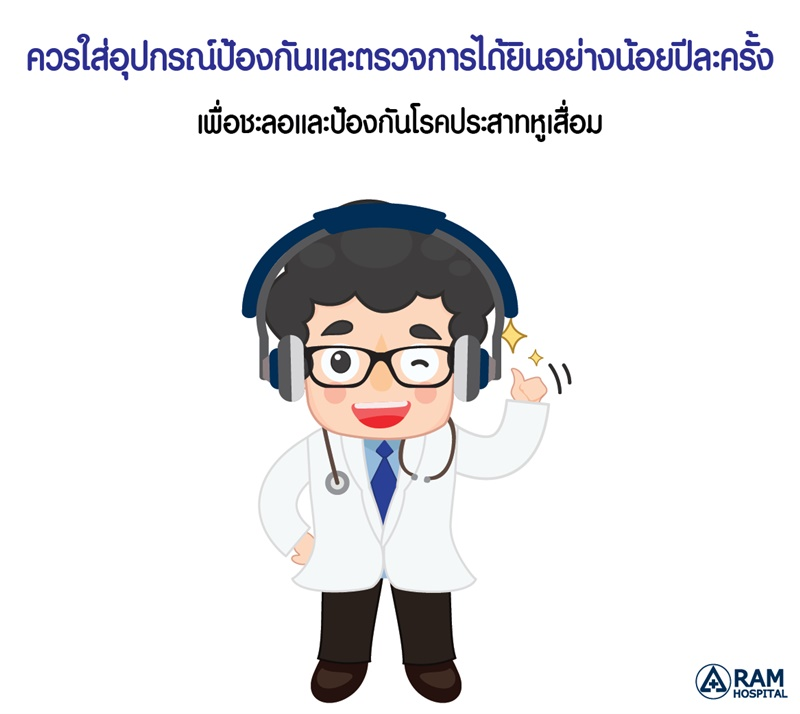 ควรใส่อุปกรณ์ป้องกันและตรวจการได้ยินอย่างน้อยปีละครั้ง
เพื่อชะลอและป้องกันโรคประสาทหูเสื่อม
RAM
HOSPITAL